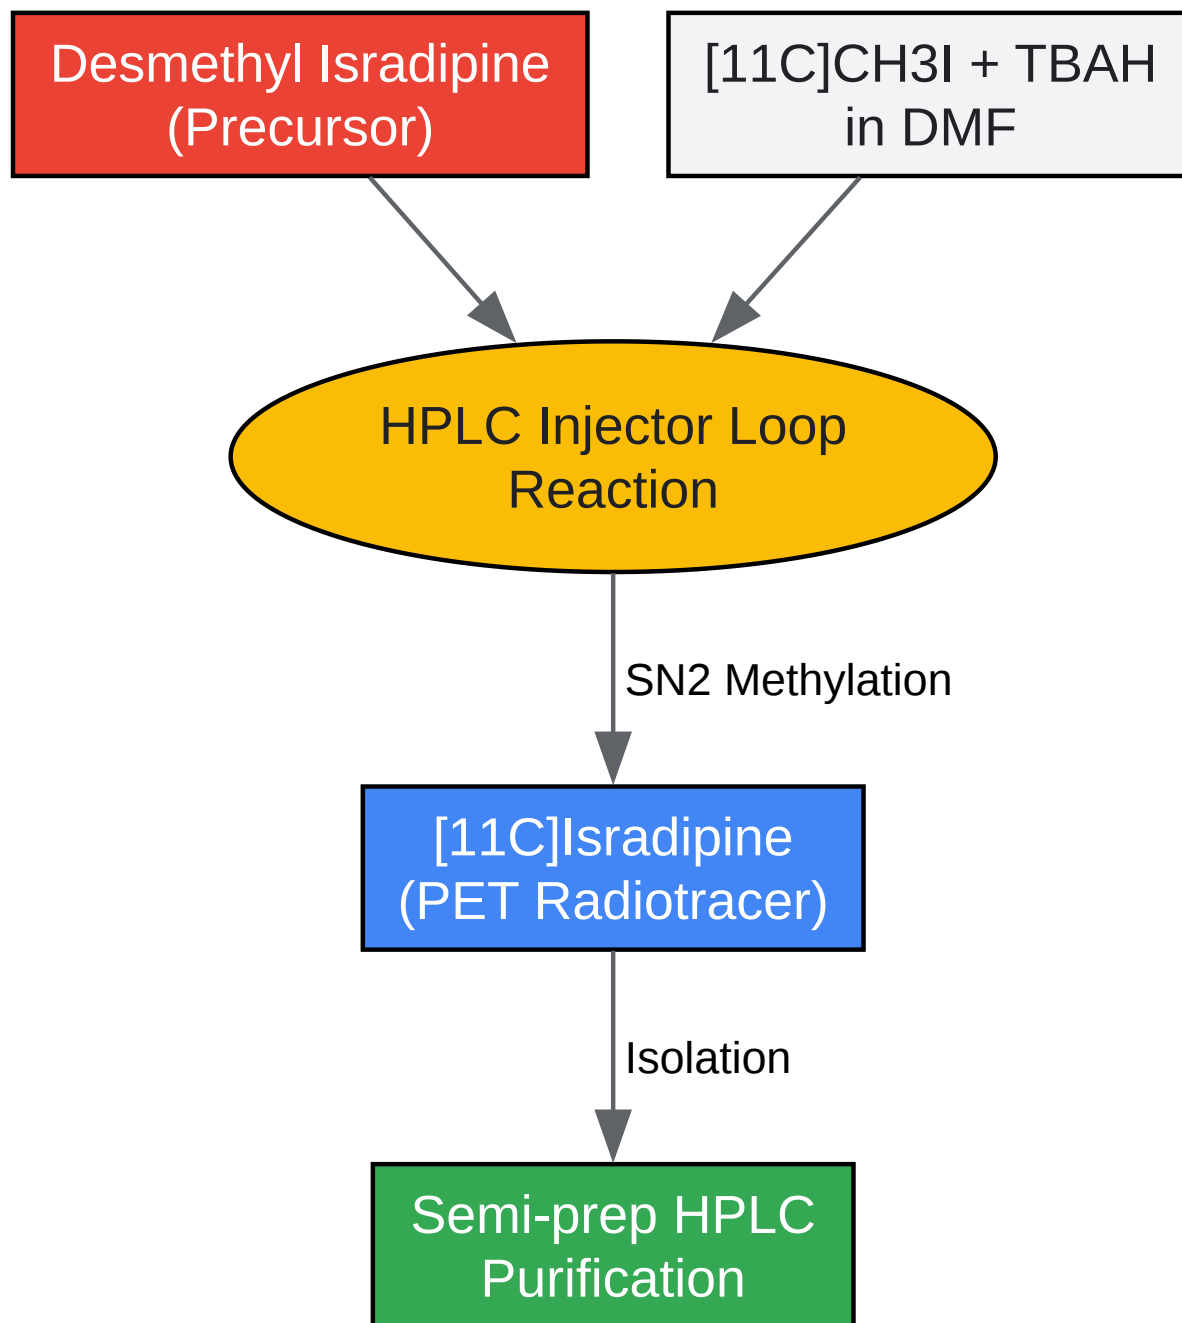 Desmethyl Isradipine
(Precursor)
[11C]CH3I + TBAH
in DMF
HPLC Injector Loop
Reaction
SN2 Methylation
[11C]Isradipine
(PET Radiotracer)
Isolation
Semi-prep HPLC
Purification